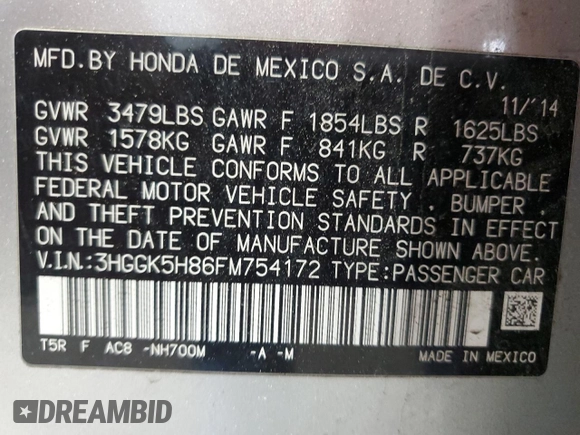 MFD.BY HONDA DE MEXICO S.A. DE C.V.
11/'14
GVWR 3479LBS GAWR F 1854LBS R 1625LBS
GVWR 1578KG GAWR F 841KG R 737KG
THIS VEHICLE CONFORMS TO ALL APPLICABLE
FEDERAL MOTOR VEHICLE SAFETY , BUMPER ,
AND THEFT PREVENTION STANDARDS IN EFFECT
ON THE DATE OF MANUFACTURE SHOWN ABOVE.
V.I.N.:3HGGK5H86FM754172 TYPE:PASSENGER CAR
T5R F AC8 -NH700M -A -M
MADE IN MEXICO
DREAMBID